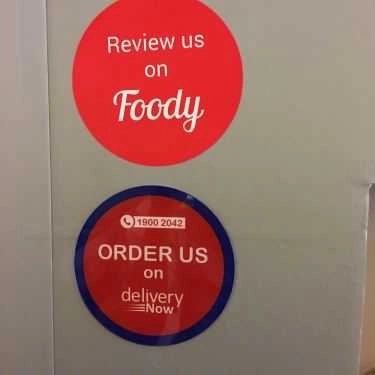 Review us
on
Foody
1900 2042
ORDER US
on
delivery
Now